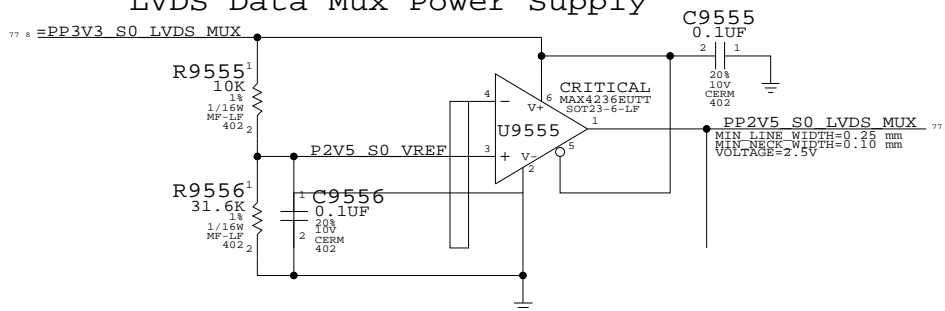 LVDS Data Mux Power Supply
77 8 =PP3V3_S0_LVDS_MUX
C9555
0.1UF
2 1
20%
10V
CERM
402
R9555 1
10K
1%
1/16W
MF-LF
402 2
CRITICAL
MAX4236EUTT
SOT23-6-LF
4 - V+ 6
U9555
1
PP2V5_S0_LVDS_MUX 77
MIN_LINE_WIDTH=0.25 mm
MIN_NECK_WIDTH=0.10 mm
VOLTAGE=2.5V
P2V5_S0_VREF 3 + V- 5
2
R9556 1
31.6K
1%
1/16W
MF-LF
402 2
1 C9556
0.1UF
20%
10V
2 CERM
402